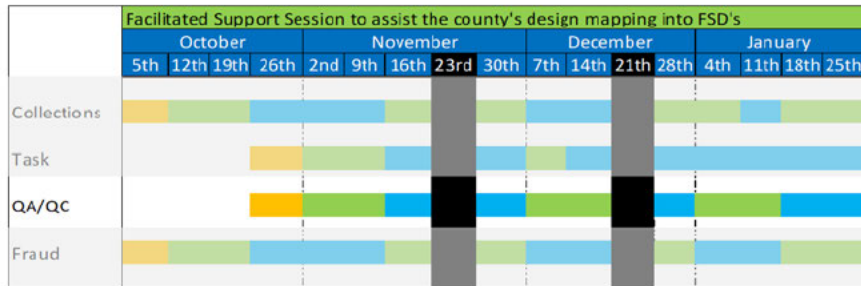 Facilitated Support Session to assist the county's design mapping into FSD's
October November December January
5th 12th 19th 26th 2nd 9th 16th 23rd 30th 7th 14th 21th 28th 4th 11th 18th 25th
Collections
Task
QA/QC
Fraud